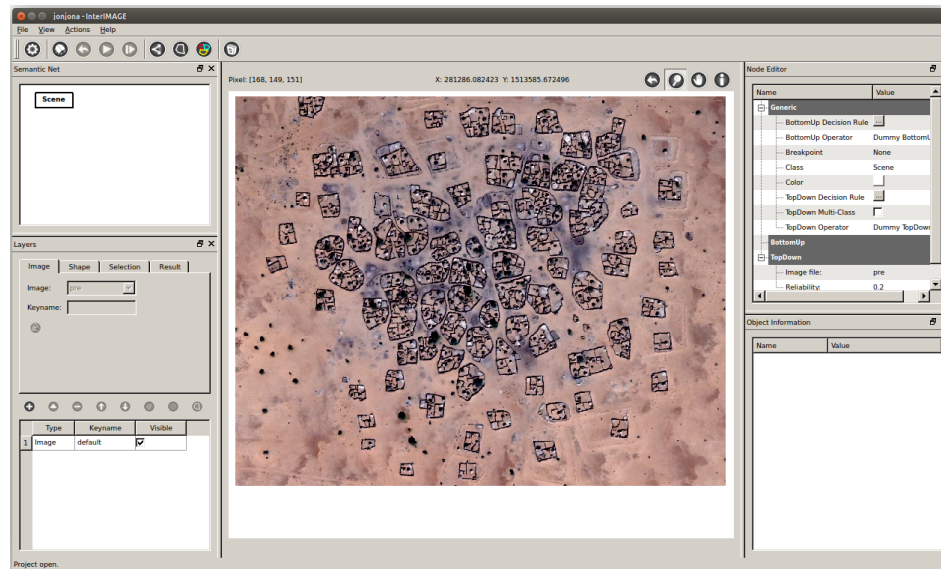 jonjona - InterIMAGE
File View Actions Help
Semantic Net
Scene
Layers
Image Shape Selection Result
Image: pre
Keyname:
Type Keyname Visible
1 Image default
Project open.
Pixel: [168, 149, 151] X: 281286.082423 Y: 1513585.672496
Node Editor
Name Value
Generic
BottomUp Decision Rule ...
BottomUp Operator Dummy BottomU
Breakpoint None
Class Scene
Color
TopDown Decision Rule ...
TopDown Multi-Class
TopDown Operator Dummy TopDown
BottomUp
TopDown
Image file: pre
Reliability: 0.2
Object Information
Name Value